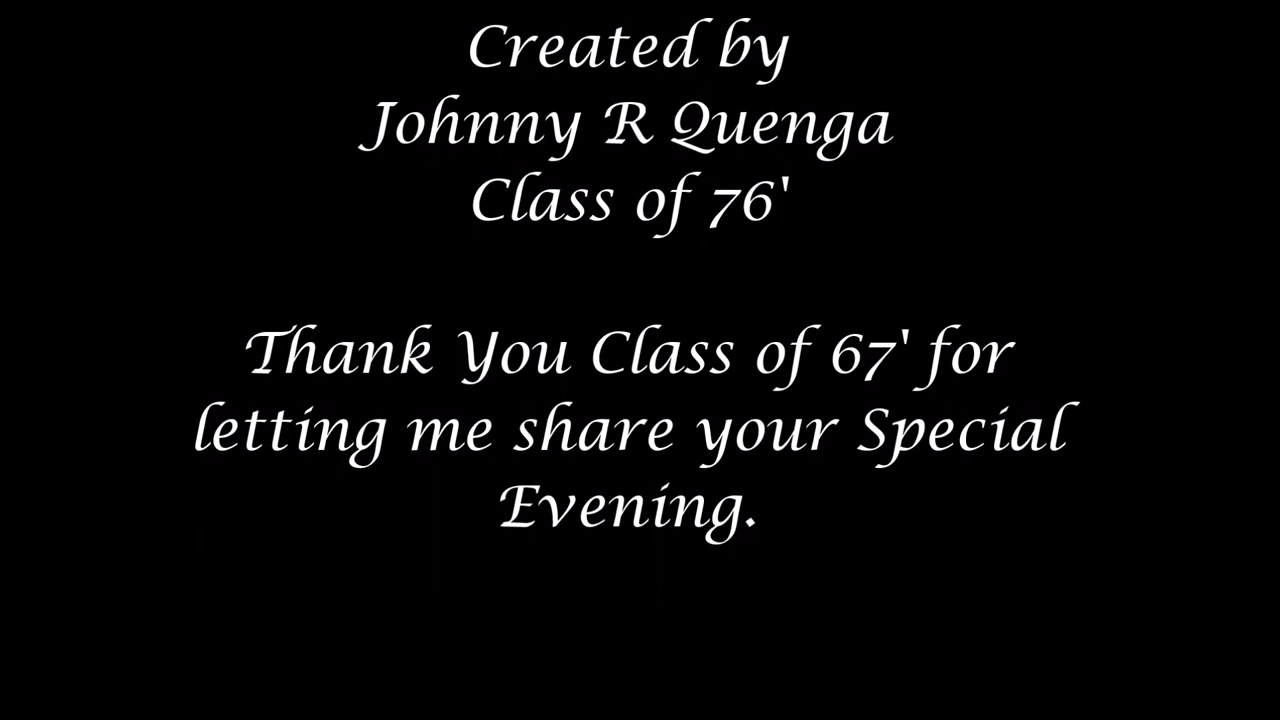 Created by
Johnny R Quenga
Class of 76'
Thank You Class of 67' for
letting me share your Special
Evening.